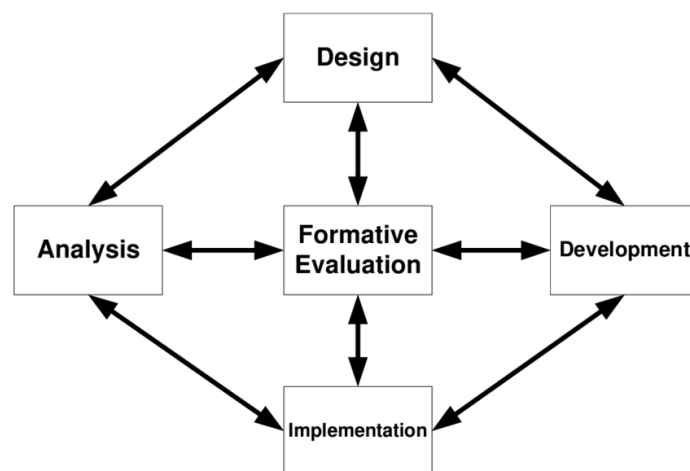 Design
Analysis
Formative
Evaluation
Development
Implementation